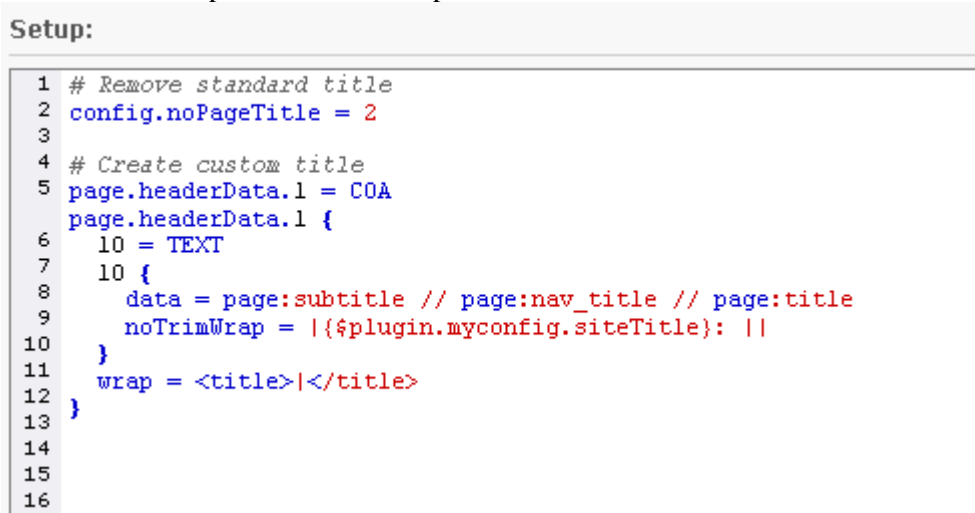 Setup:
1 # Remove standard title
2 config.noPageTitle = 2
3
4 # Create custom title
5 page.headerData.1 = COA
page.headerData.1 {
6 10 = TEXT
7 10 {
8 data = page:subtitle // page:nav_title // page:title
9 noTrimWrap = |{$plugin.myconfig.siteTitle}: ||
10 }
11 wrap = <title>|</title>
12 }
13
14
15
16